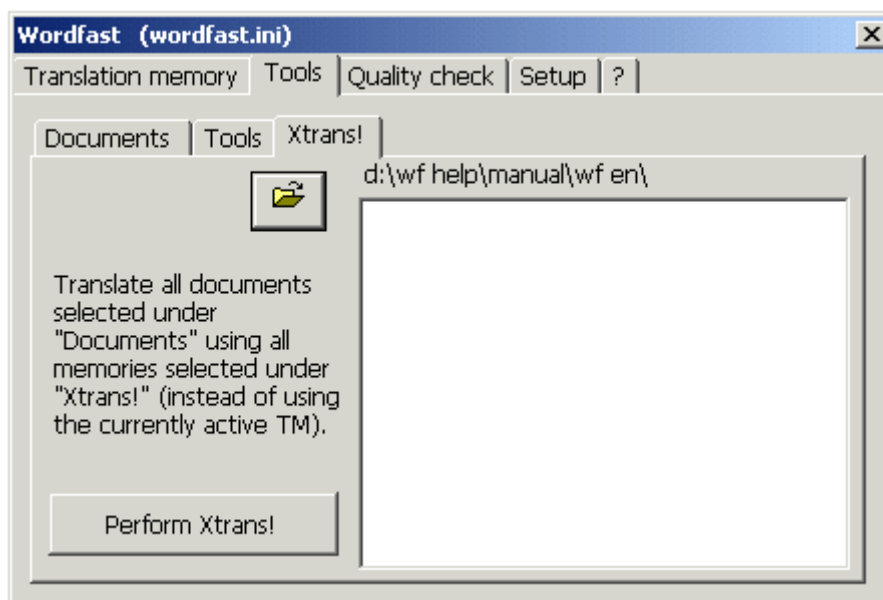 Wordfast (wordfast.ini)
Translation memory Tools Quality check Setup ?
Documents Tools Xtrans!
d:\wf help\manual\wf en\
Translate all documents
selected under
"Documents" using all
memories selected under
"Xtrans!" (instead of using
the currently active TM).
Perform Xtrans!